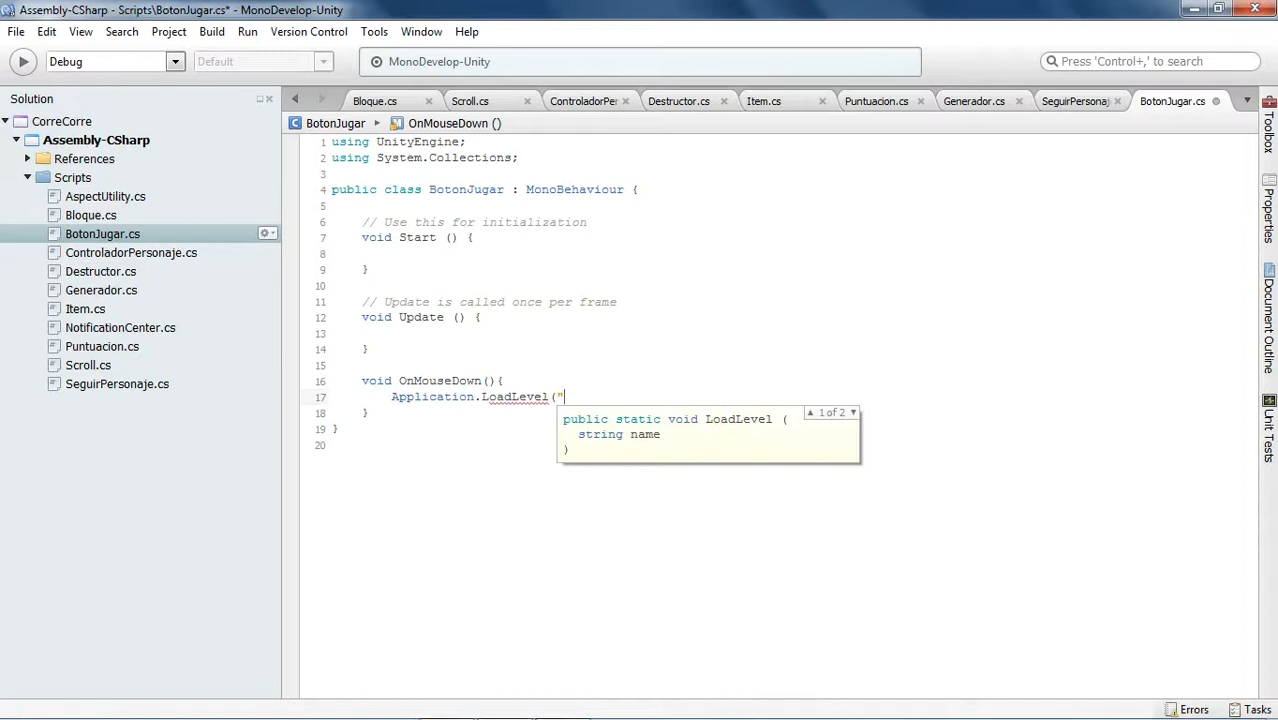 Assembly-CSharp - Scripts\BotonJugar.cs* - MonoDevelop-Unity
File Edit View Search Project Build Run Version Control Tools Window Help
Debug Default MonoDevelop-Unity Press 'Control+,' to search
Solution
Bloque.cs Scroll.cs ControladorPer Destructor.cs Item.cs Puntuacion.cs Generador.cs SeguirPersonaj BotonJugar.cs
BotonJugar OnMouseDown ()
CorreCorre
Assembly-CSharp
References
Scripts
AspectUtility.cs
Bloque.cs
BotonJugar.cs
ControladorPersonaje.cs
Destructor.cs
Generador.cs
Item.cs
NotificationCenter.cs
Puntuacion.cs
Scroll.cs
SeguirPersonaje.cs
1 using UnityEngine;
2 using System.Collections;
3
4 public class BotonJugar : MonoBehaviour {
5
6 // Use this for initialization
7 void Start () {
8
9 }
10
11 // Update is called once per frame
12 void Update () {
13
14 }
15
16 void OnMouseDown(){
17 Application.LoadLevel("
18 }
19 }
20
1 of 2
public static void LoadLevel (
string name
)
Toolbox
Properties
Document Outline
Unit Tests
Errors Tasks